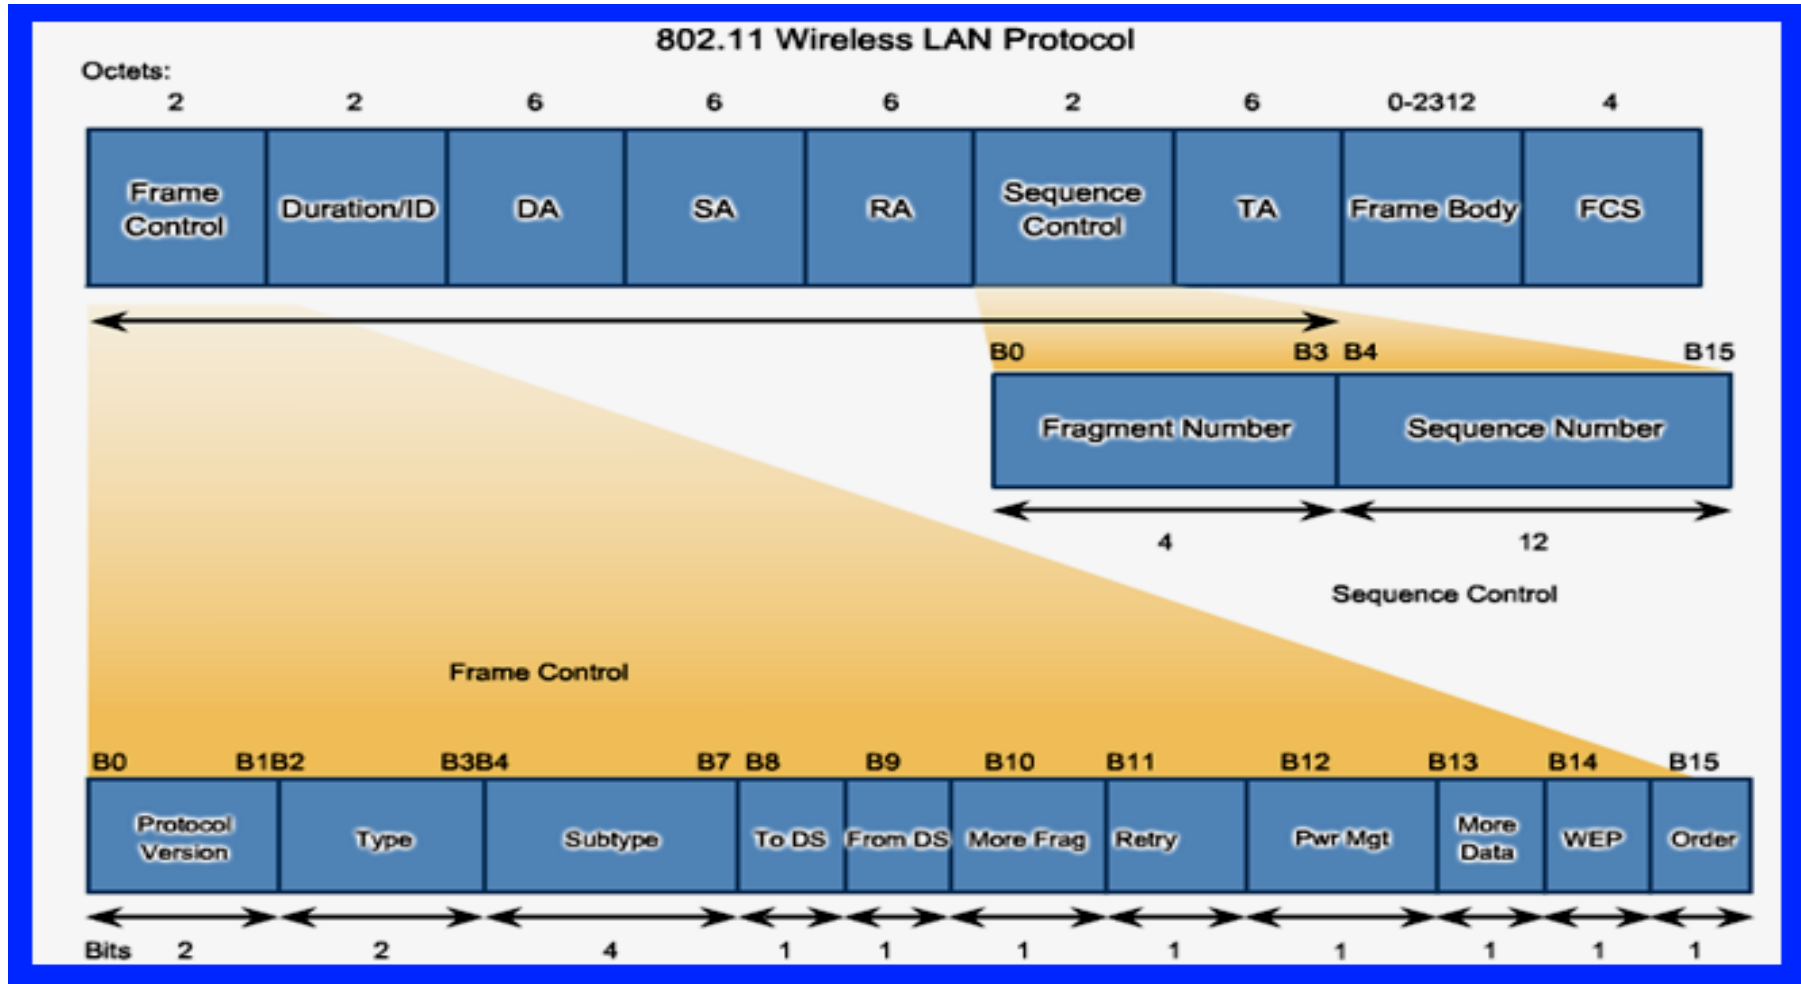 802.11 Wireless LAN Protocol
Octets:
2 2 6 6 6 2 6 0-2312 4
Frame Control
Duration/ID
DA
SA
RA
Sequence Control
TA
Frame Body
FCS
B0 B3 B4 B15
Fragment Number
Sequence Number
4 12
Sequence Control
Frame Control
B0 B1B2 B3B4 B7 B8 B9 B10 B11 B12 B13 B14 B15
Protocol Version
Type
Subtype
To DS
From DS
More Frag
Retry
Pwr Mgt
More Data
WEP
Order
Bits 2 2 4 1 1 1 1 1 1 1 1